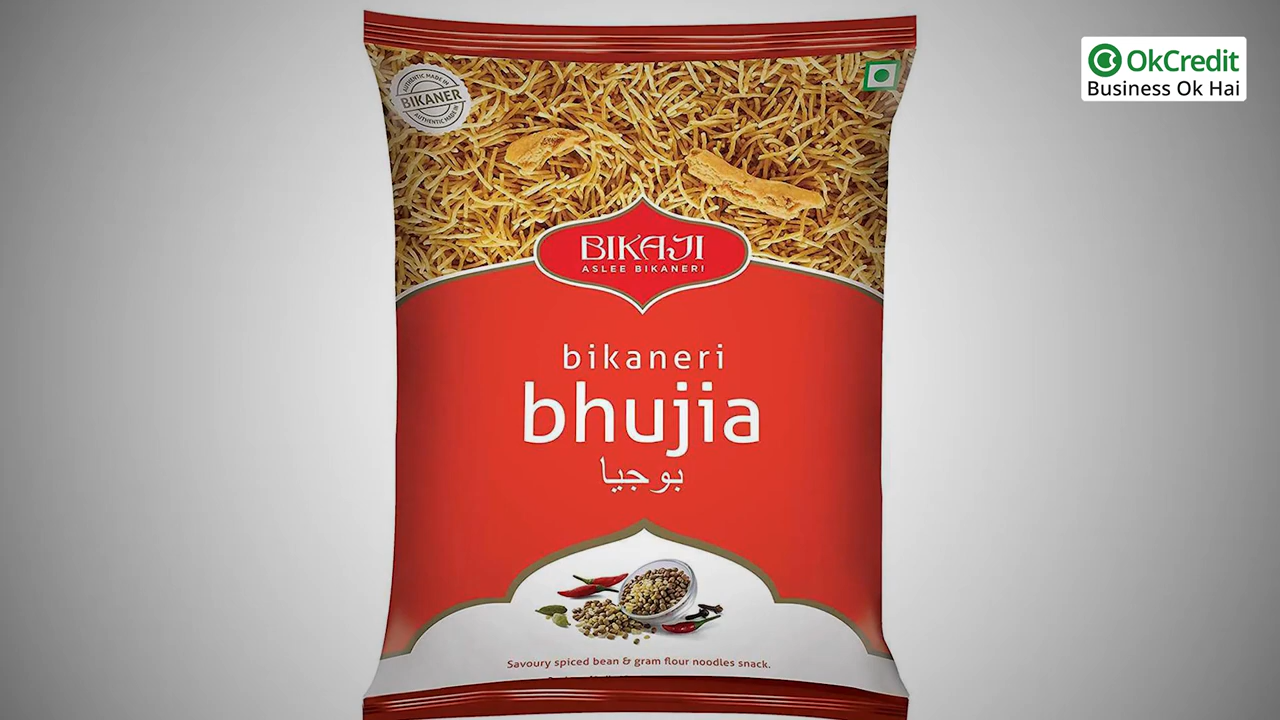 OkCredit
Business Ok Hai
AUTHENTIC MADE IN
BIKANER
AUTHENTIC MADE IN
BIKAJI
ASLEE BIKANERI
bikaneri
bhujia
بوجيا
Savoury spiced bean & gram flour noodles snack.